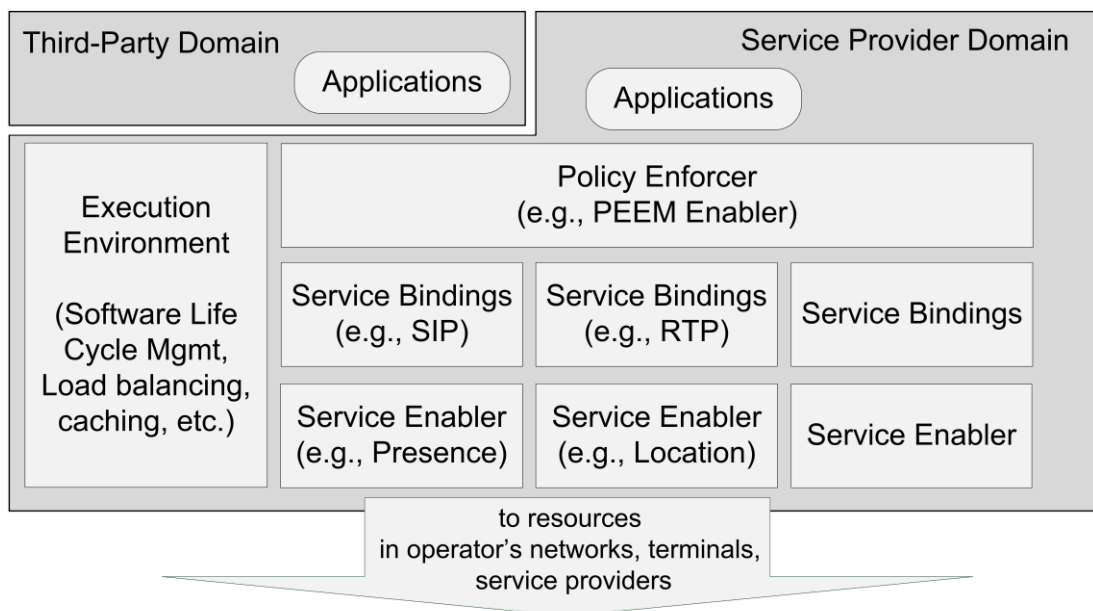 Third-Party Domain
Applications
Service Provider Domain
Applications
Execution
Environment
(Software Life
Cycle Mgmt,
Load balancing,
caching, etc.)
Policy Enforcer
(e.g., PEEM Enabler)
Service Bindings
(e.g., SIP)
Service Bindings
(e.g., RTP)
Service Bindings
Service Enabler
(e.g., Presence)
Service Enabler
(e.g., Location)
Service Enabler
to resources
in operator’s networks, terminals,
service providers